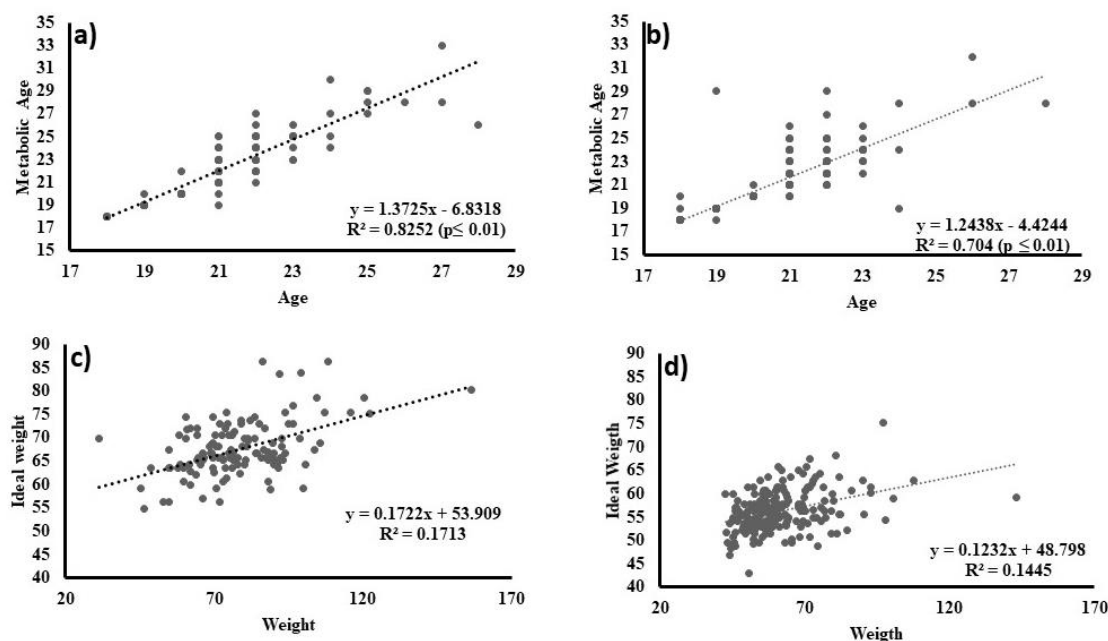 a)
35
33
31
29
27
25
23
21
19
17
15
Metabolic Age
y = 1.3725x - 6.8318
R² = 0.8252 (p≤ 0.01)
17 19 21 23 25 27 29
Age
b)
35
33
31
29
27
25
23
21
19
17
15
Metabolic Age
y = 1.2438x - 4.4244
R² = 0.704 (p ≤ 0.01)
17 19 21 23 25 27 29
Age
c)
90
85
80
75
70
65
60
55
50
45
40
Ideal weight
y = 0.1722x + 53.909
R² = 0.1713
20 70 120 170
Weight
d)
90
85
80
75
70
65
60
55
50
45
40
Ideal Weigth
y = 0.1232x + 48.798
R² = 0.1445
20 70 120 170
Weigth